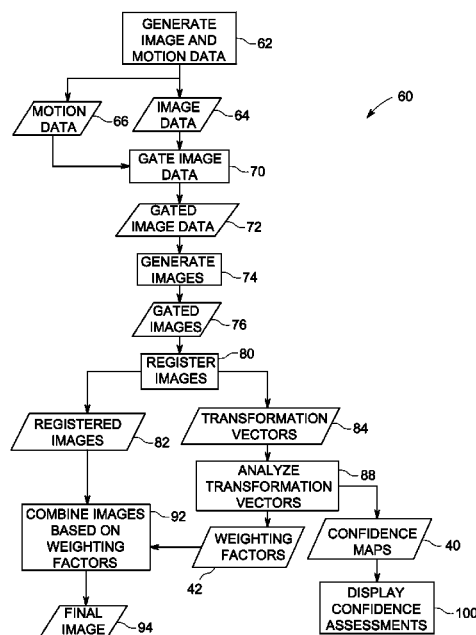 GENERATE
IMAGE AND
MOTION DATA
62
60
MOTION
DATA
66
IMAGE
DATA
64
GATE IMAGE
DATA
70
GATED
IMAGE DATA
72
GENERATE
IMAGES
74
GATED
IMAGES
76
REGISTER
IMAGES
80
REGISTERED
IMAGES
82
TRANSFORMATION
VECTORS
84
ANALYZE
TRANSFORMATION
VECTORS
88
COMBINE IMAGES
BASED ON
WEIGHTING
FACTORS
92
WEIGHTING
FACTORS
42
CONFIDENCE
MAPS
40
FINAL
IMAGE
94
DISPLAY
CONFIDENCE
ASSESSMENTS
100